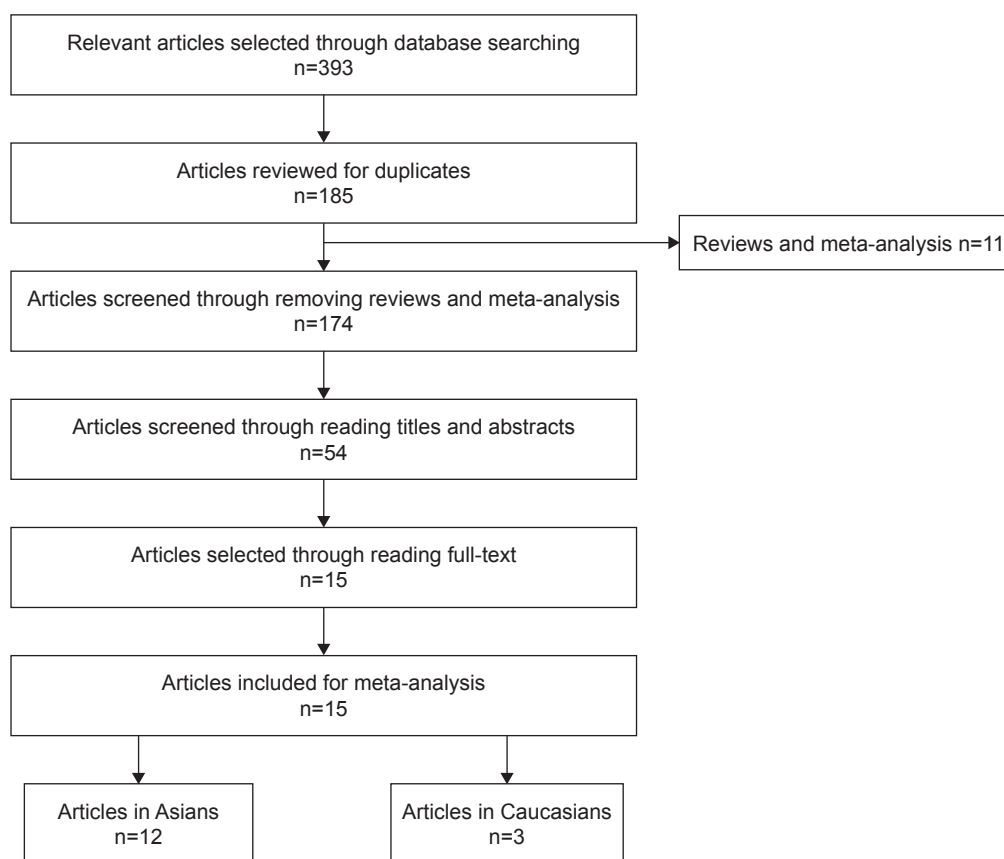 Relevant articles selected through database searching
n=393
Articles reviewed for duplicates
n=185
Reviews and meta-analysis n=11
Articles screened through removing reviews and meta-analysis
n=174
Articles screened through reading titles and abstracts
n=54
Articles selected through reading full-text
n=15
Articles included for meta-analysis
n=15
Articles in Asians
n=12
Articles in Caucasians
n=3